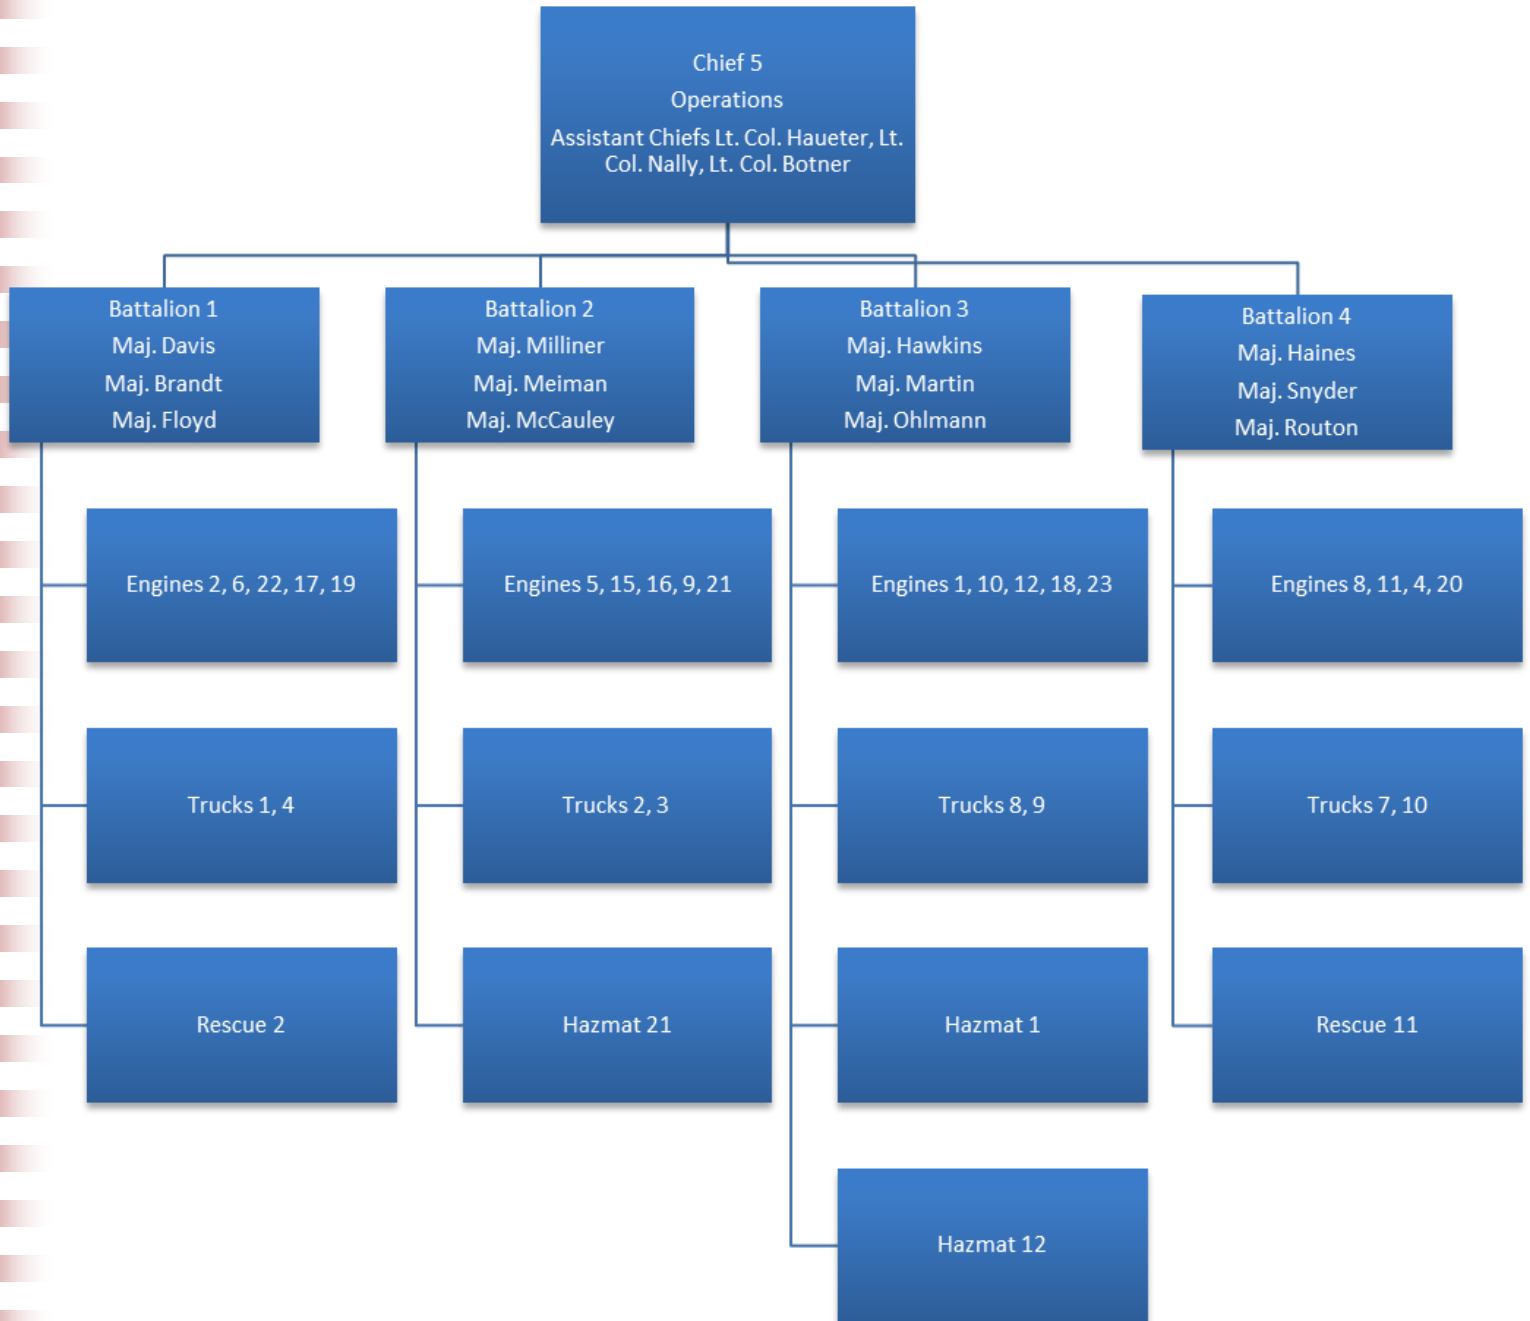 Chief 5
Operations
Assistant Chiefs Lt. Col. Haueter, Lt.
Col. Nally, Lt. Col. Botner
Battalion 1
Maj. Davis
Maj. Brandt
Maj. Floyd
Battalion 2
Maj. Milliner
Maj. Meiman
Maj. McCauley
Battalion 3
Maj. Hawkins
Maj. Martin
Maj. Ohlmann
Battalion 4
Maj. Haines
Maj. Snyder
Maj. Routon
Engines 2, 6, 22, 17, 19
Engines 5, 15, 16, 9, 21
Engines 1, 10, 12, 18, 23
Engines 8, 11, 4, 20
Trucks 1, 4
Trucks 2, 3
Trucks 8, 9
Trucks 7, 10
Rescue 2
Hazmat 21
Hazmat 1
Rescue 11
Hazmat 12